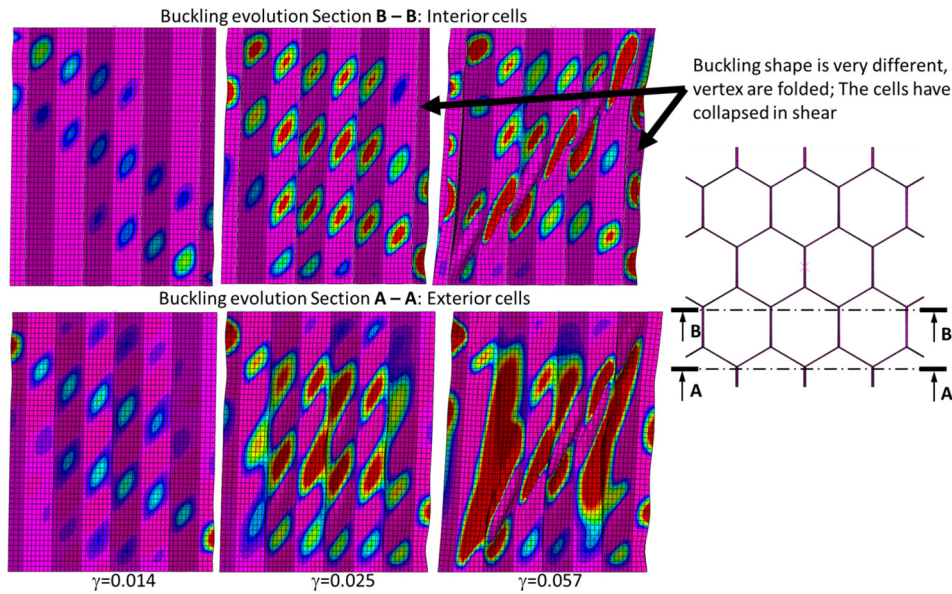 Buckling evolution Section B – B: Interior cells
Buckling shape is very different,
vertex are folded; The cells have
collapsed in shear
Buckling evolution Section A – A: Exterior cells
B
B
A
A
γ=0.014
γ=0.025
γ=0.057